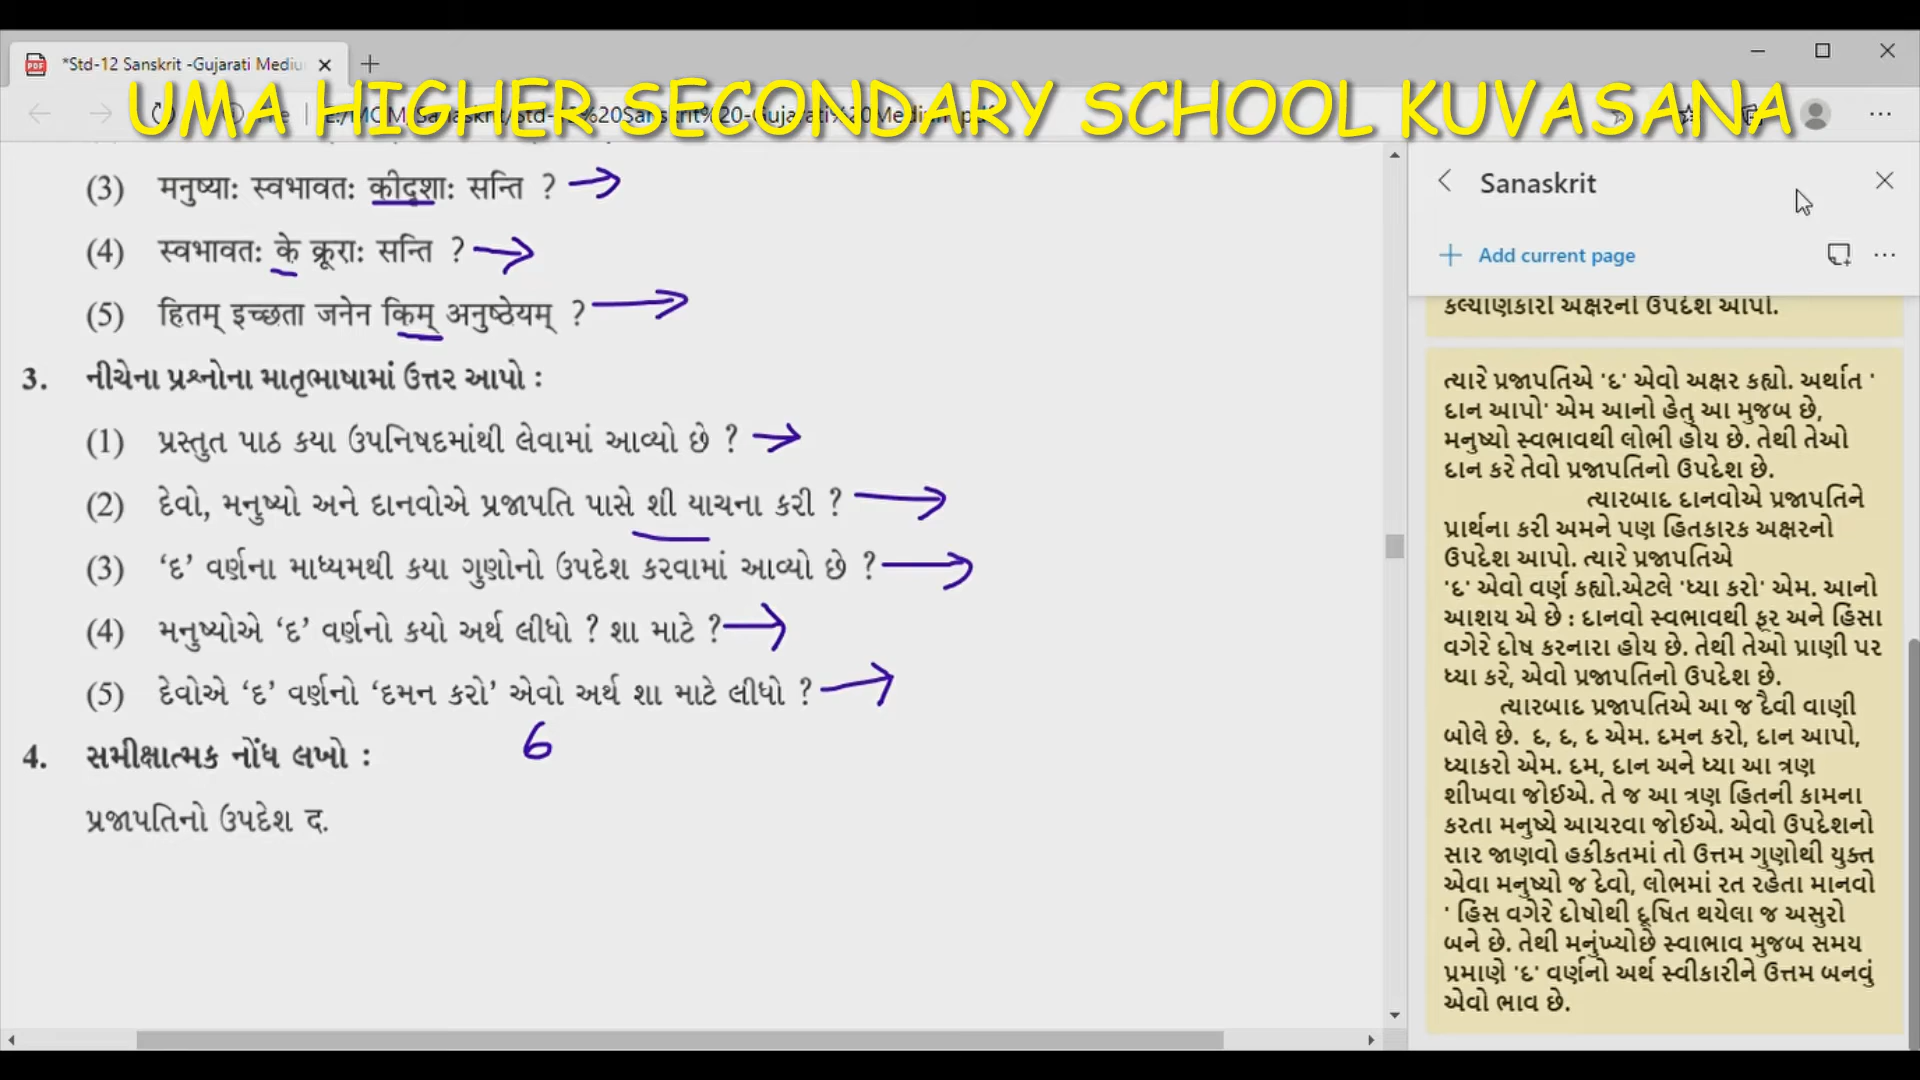 *Std-12 Sanskrit -Gujarati Mediu
UMA HIGHER SECONDARY SCHOOL KUVASANA
(3) मनुष्याः स्वभावतः कीदृशाः सन्ति ?
(4) स्वभावतः के क्रूराः सन्ति ?
(5) हितम् इच्छता जनेन किम् अनुष्ठेयम् ?
3. નીચેના પ્રશ્નોના માતૃભાષામાં ઉત્તર આપો :
(1) પ્રસ્તુત પાઠ કયા ઉપનિષદમાંથી લેવામાં આવ્યો છે ?
(2) દેવો, મનુષ્યો અને દાનવોએ પ્રજાપતિ પાસે શી યાચના કરી ?
(3) ‘દ’ વર્ણના માધ્યમથી કયા ગુણોનો ઉપદેશ કરવામાં આવ્યો છે ?
(4) મનુષ્યોએ ‘દ’ વર્ણનો કયો અર્થ લીધો ? શા માટે ?
(5) દેવોએ ‘દ’ વર્ણનો ‘દમન કરો’ એવો અર્થ શા માટે લીધો ?
6
4. સમીક્ષાત્મક નોંધ લખો :
પ્રજાપતિનો ઉપદેશ द.
Sanaskrit
Add current page
કલ્યાણકારી અક્ષરનો ઉપદેશ આપો.
ત્યારે પ્રજાપતિએ 'દ' એવો અક્ષર કહ્યો. અર્થાત '
દાન આપો' એમ આનો હેતુ આ મુજબ છે,
મનુષ્યો સ્વભાવથી લોભી હોય છે. તેથી તેઓ
દાન કરે તેવો પ્રજાપતિનો ઉપદેશ છે.
ત્યારબાદ દાનવોએ પ્રજાપતિને
પ્રાર્થના કરી અમને પણ હિતકારક અક્ષરનો
ઉપદેશ આપો. ત્યારે પ્રજાપતિએ
'દ' એવો વર્ણ કહ્યો.એટલે 'ધ્યા કરો' એમ. આનો
આશય એ છે : દાનવો સ્વભાવથી ક્રૂર અને હિંસા
વગેરે દોષ કરનારા હોય છે. તેથી તેઓ પ્રાણી પર
ધ્યા કરે, એવો પ્રજાપતિનો ઉપદેશ છે.
ત્યારબાદ પ્રજાપતિએ આ જ દૈવી વાણી
બોલે છે. દ, દ, દ એમ. દમન કરો, દાન આપો,
ધ્યાકરો એમ. દમ, દાન અને ધ્યા આ ત્રણ
શીખવા જોઈએ. તે જ આ ત્રણ હિતની કામના
કરતા મનુષ્યે આચરવા જોઈએ. એવો ઉપદેશનો
સાર જાણવો હકીકતમાં તો ઉત્તમ ગુણોથી યુક્ત
એવા મનુષ્યો જ દેવો, લોભમાં રત રહેતા માનવો
' હિંસ વગેરે દોષોથી દૂષિત થયેલા જ અસુરો
બને છે. તેથી મનુંખ્યોછે સ્વાભાવ મુજબ સમય
પ્રમાણે 'દ' વર્ણનો અર્થ સ્વીકારીને ઉત્તમ બનવું
એવો ભાવ છે.